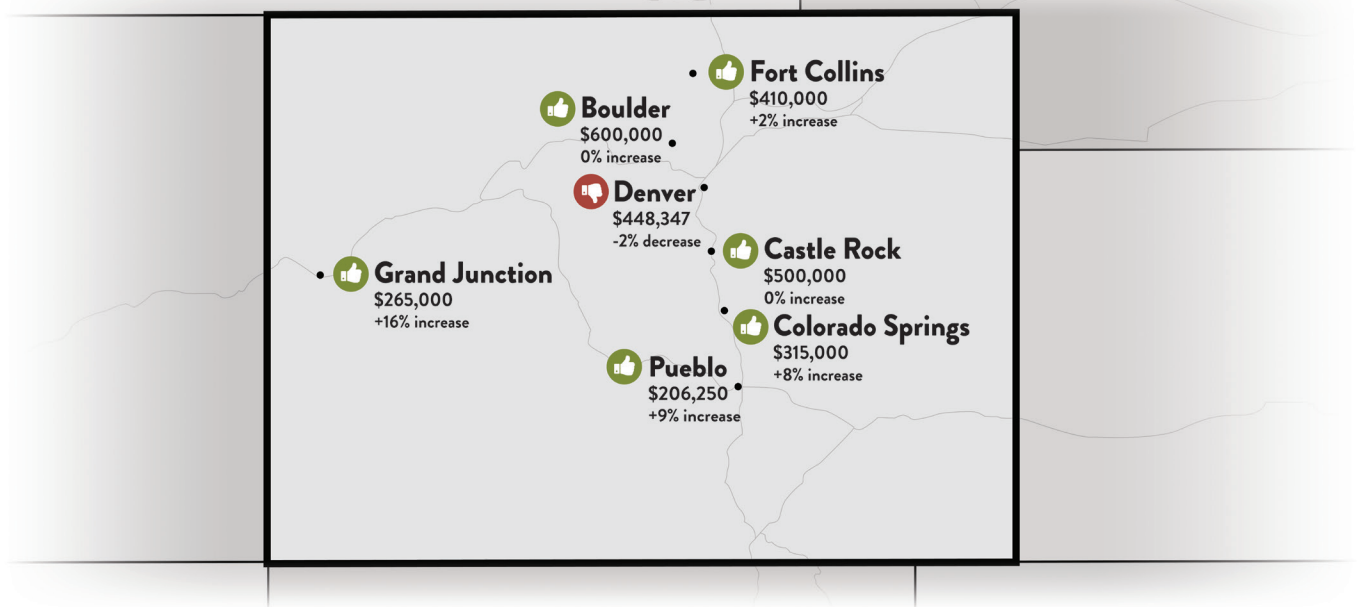 Fort Collins
$410,000
+2% increase
Boulder
$600,000
0% increase
Denver
$448,347
-2% decrease
Castle Rock
$500,000
0% increase
Grand Junction
$265,000
+16% increase
Colorado Springs
$315,000
+8% increase
Pueblo
$206,250
+9% increase